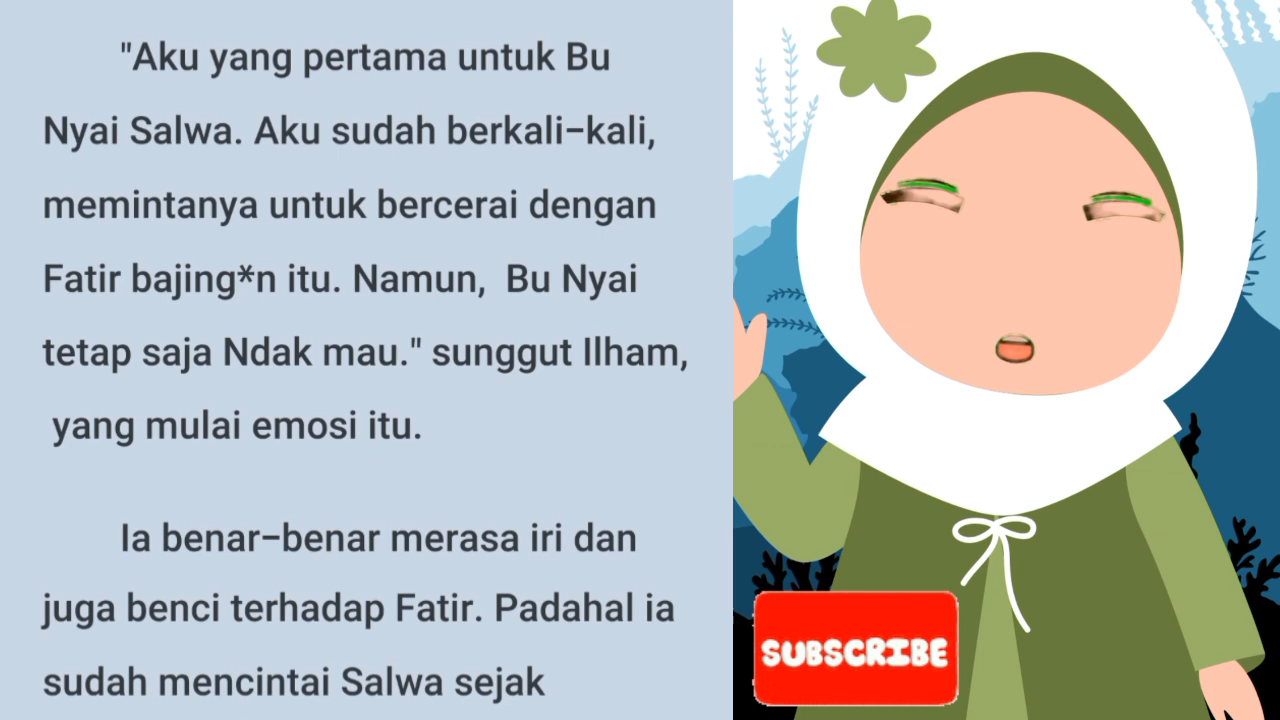 "Aku yang pertama untuk Bu
Nyai Salwa. Aku sudah berkali-kali,
memintanya untuk bercerai dengan
Fatir bajing*n itu. Namun, Bu Nyai
tetap saja Ndak mau." sunggut Ilham,
yang mulai emosi itu.
Ia benar-benar merasa iri dan
juga benci terhadap Fatir. Padahal ia
sudah mencintai Salwa sejak
SUBSCRIBE